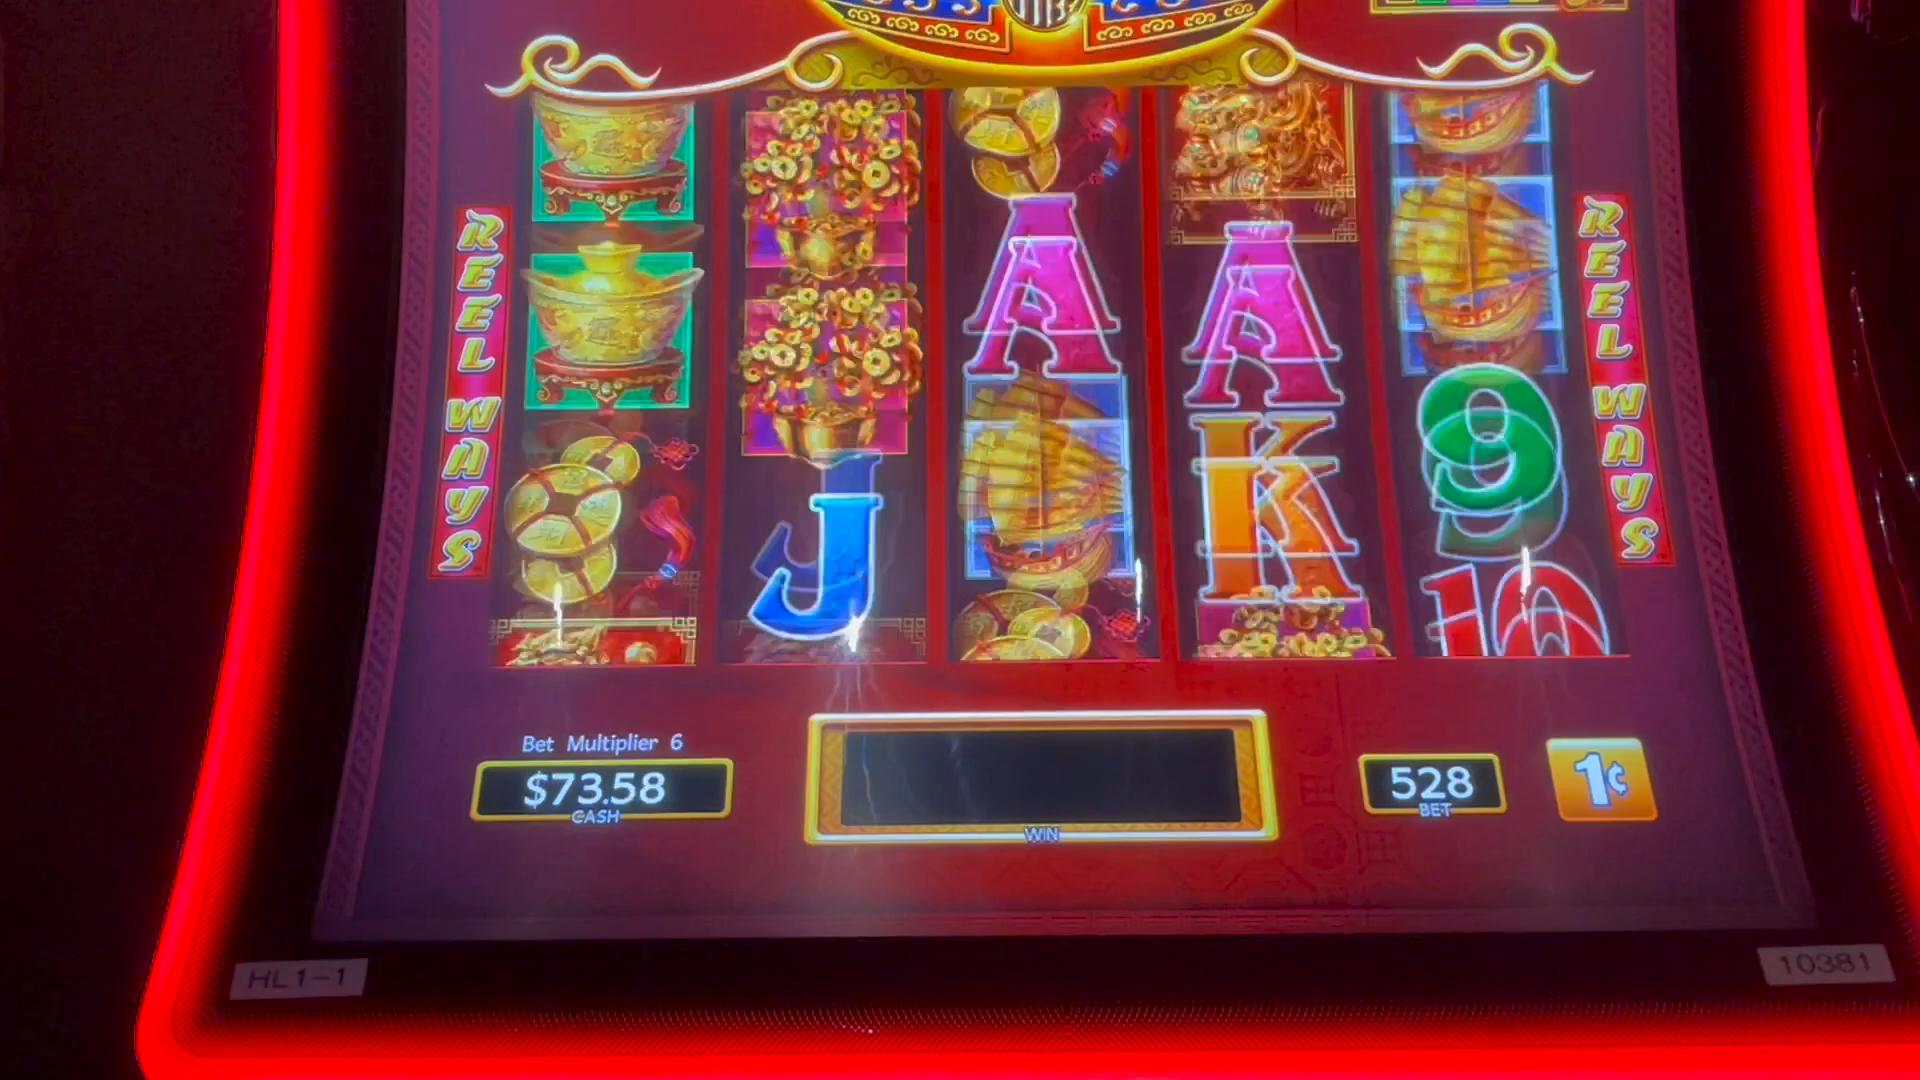 REEL WAYS
REEL WAYS
A
A
J
K
9
10
Bet Multiplier 6
$73.58
CASH
WIN
528
BET
1¢
HL1-1
10381